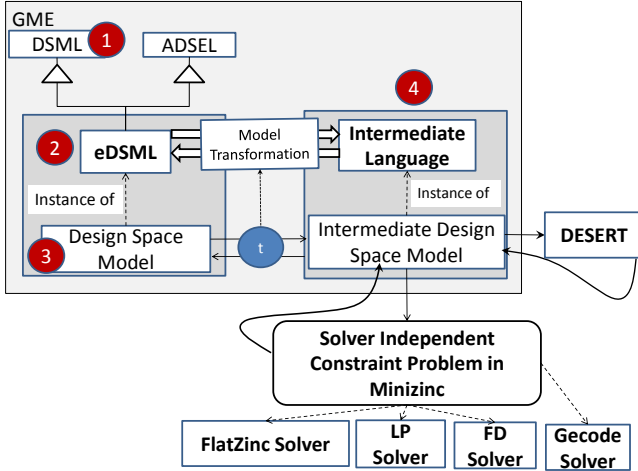 GME
DSML
1
ADSEL
4
2
eDSML
Model
Transformation
Intermediate
Language
Instance of
Instance of
3
Design Space
Model
t
Intermediate Design
Space Model
DESERT
Solver Independent
Constraint Problem in
Minizinc
FlatZinc Solver
LP
Solver
FD
Solver
Gecode
Solver